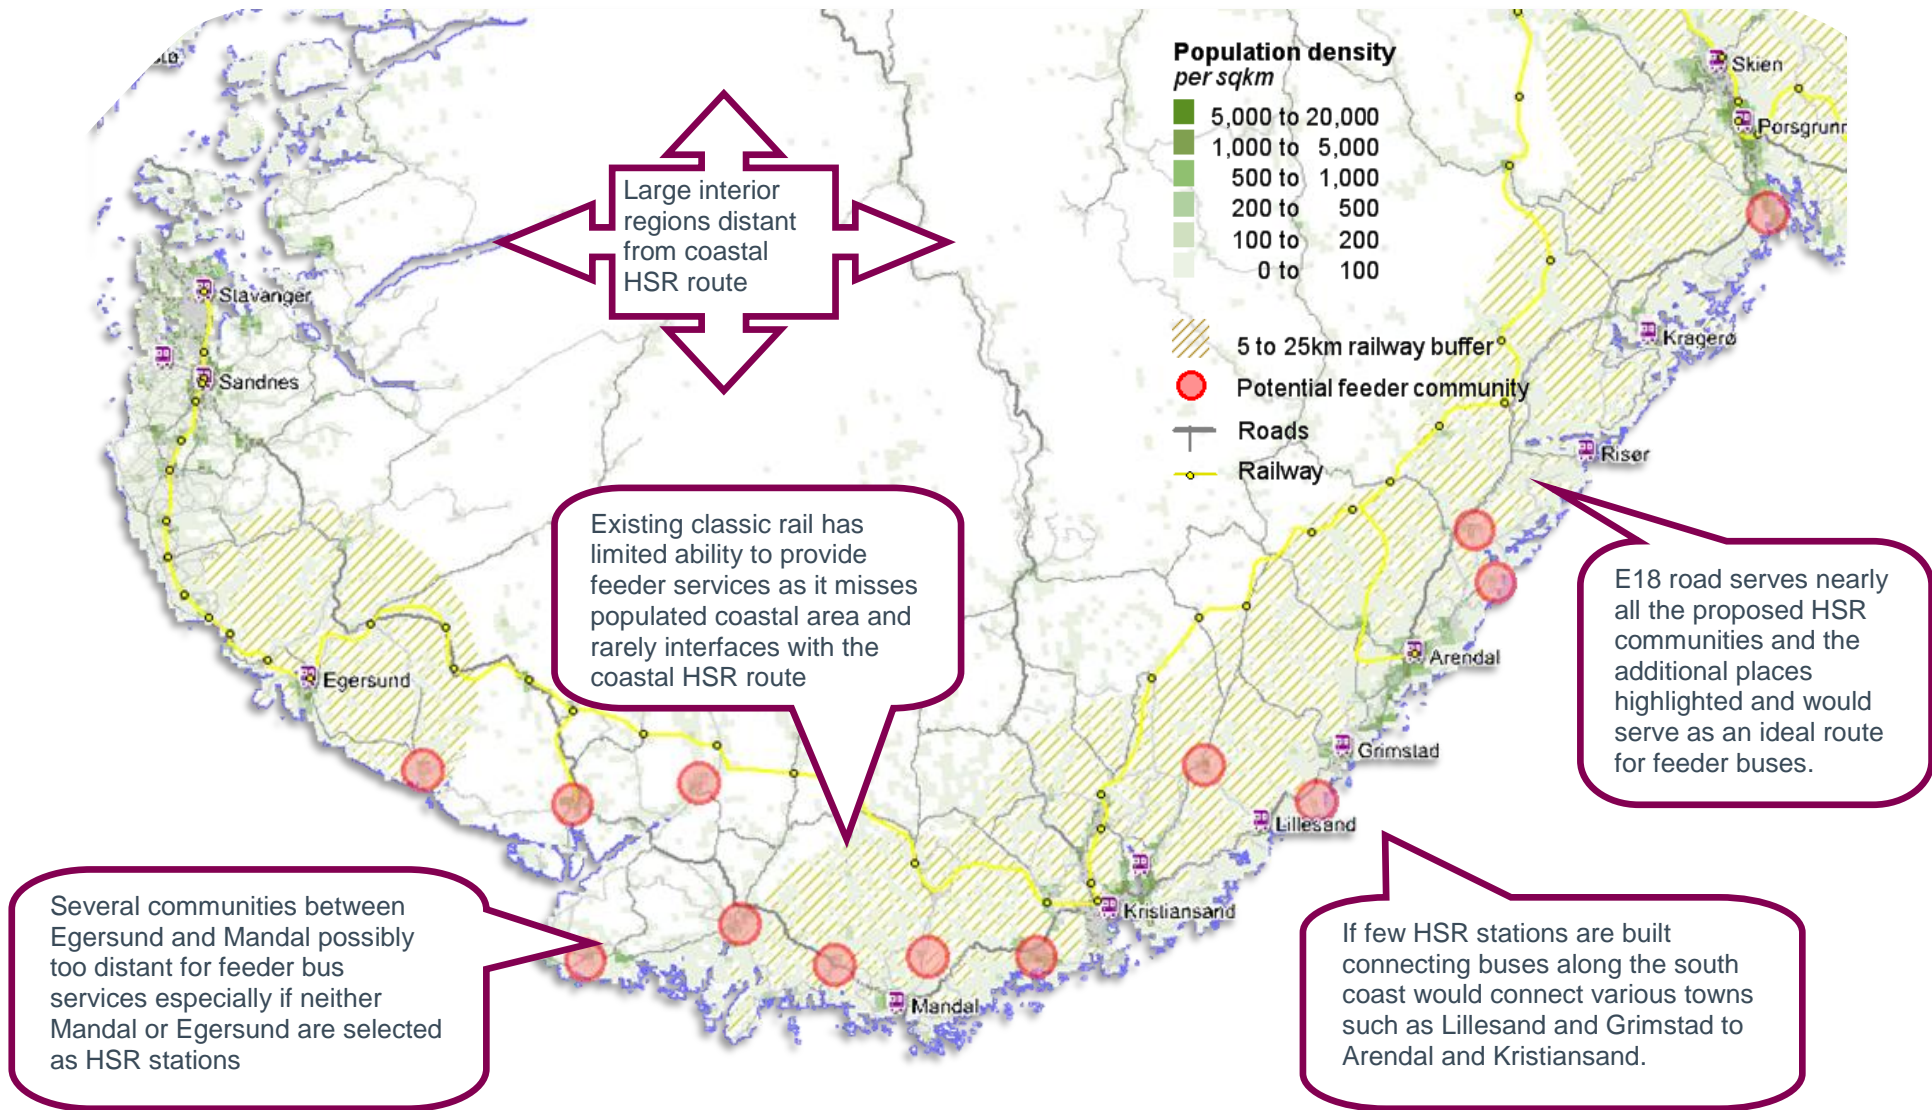 Population density
per sqkm
5,000 to 20,000
1,000 to 5,000
500 to 1,000
200 to 500
100 to 200
0 to 100
5 to 25km railway buffer
Potential feeder community
Roads
Railway
Large interior
regions distant
from coastal
HSR route
Skien
Porsgrunn
Kragerø
Risør
Stavanger
Sandnes
Egersund
Arendal
Grimstad
Lillesand
Kristiansand
Mandal
Existing classic rail has
limited ability to provide
feeder services as it misses
populated coastal area and
rarely interfaces with the
coastal HSR route
E18 road serves nearly
all the proposed HSR
communities and the
additional places
highlighted and would
serve as an ideal route
for feeder buses.
Several communities between
Egersund and Mandal possibly
too distant for feeder bus
services especially if neither
Mandal or Egersund are selected
as HSR stations
If few HSR stations are built
connecting buses along the south
coast would connect various towns
such as Lillesand and Grimstad to
Arendal and Kristiansand.